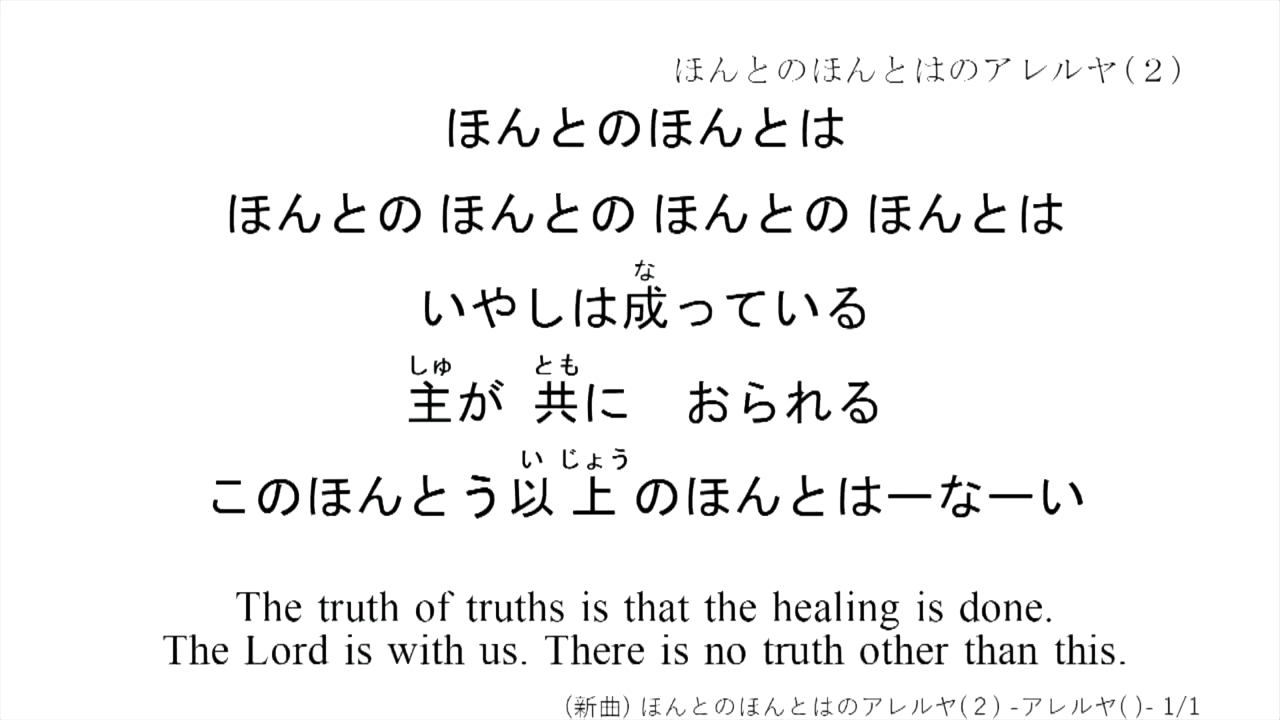 ほんとのほんとはのアレルヤ(２)
ほんとのほんとは
ほんとの ほんとの ほんとの ほんとは
な
いやしは成っている
しゅ とも
主が 共に　おられる
い じょう
このほんとう以上のほんとはーなーい
The truth of truths is that the healing is done.
The Lord is with us. There is no truth other than this.
(新曲) ほんとのほんとはのアレルヤ(２) -アレルヤ( )- 1/1